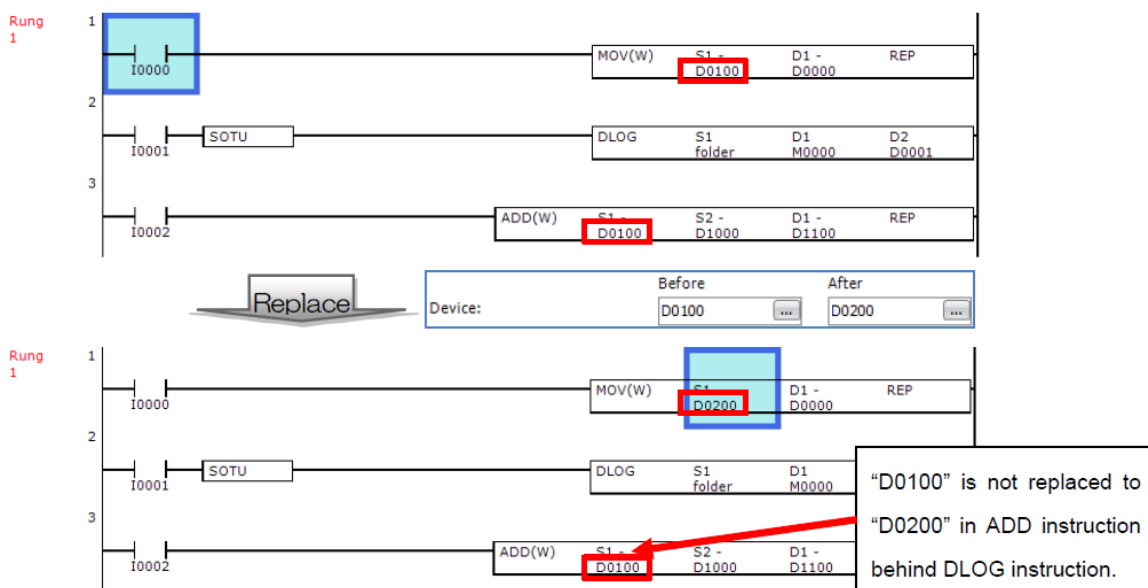 Rung 1
1
I0000
MOV(W) S1 - D1 - REP
D0100 D0000
2
I0001
SOTU
DLOG S1 D1 D2
folder M0000 D0001
3
I0002
ADD(W) S1 - S2 - D1 - REP
D0100 D1000 D1100
Replace
Before After
Device: D0100 ... D0200 ...
Rung 1
1
I0000
MOV(W) S1 - D1 - REP
D0200 D0000
2
I0001
SOTU
DLOG S1 D1
folder M0000
3
I0002
ADD(W) S1 - S2 - D1 -
D0100 D1000 D1100
“D0100” is not replaced to
“D0200” in ADD instruction
behind DLOG instruction.